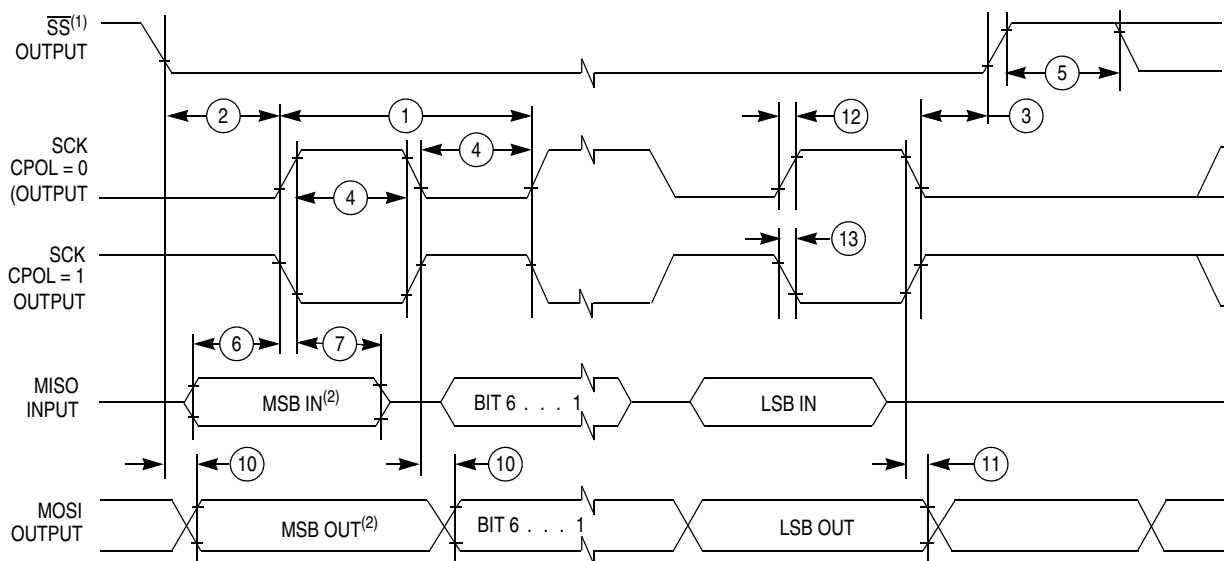 SS(1)
OUTPUT
5
2
1
12
3
SCK
CPOL = 0
(OUTPUT
4
4
13
SCK
CPOL = 1
OUTPUT
6
7
MISO
INPUT
MSB IN(2)
BIT 6 . . . 1
LSB IN
10
10
11
MOSI
OUTPUT
MSB OUT(2)
BIT 6 . . . 1
LSB OUT